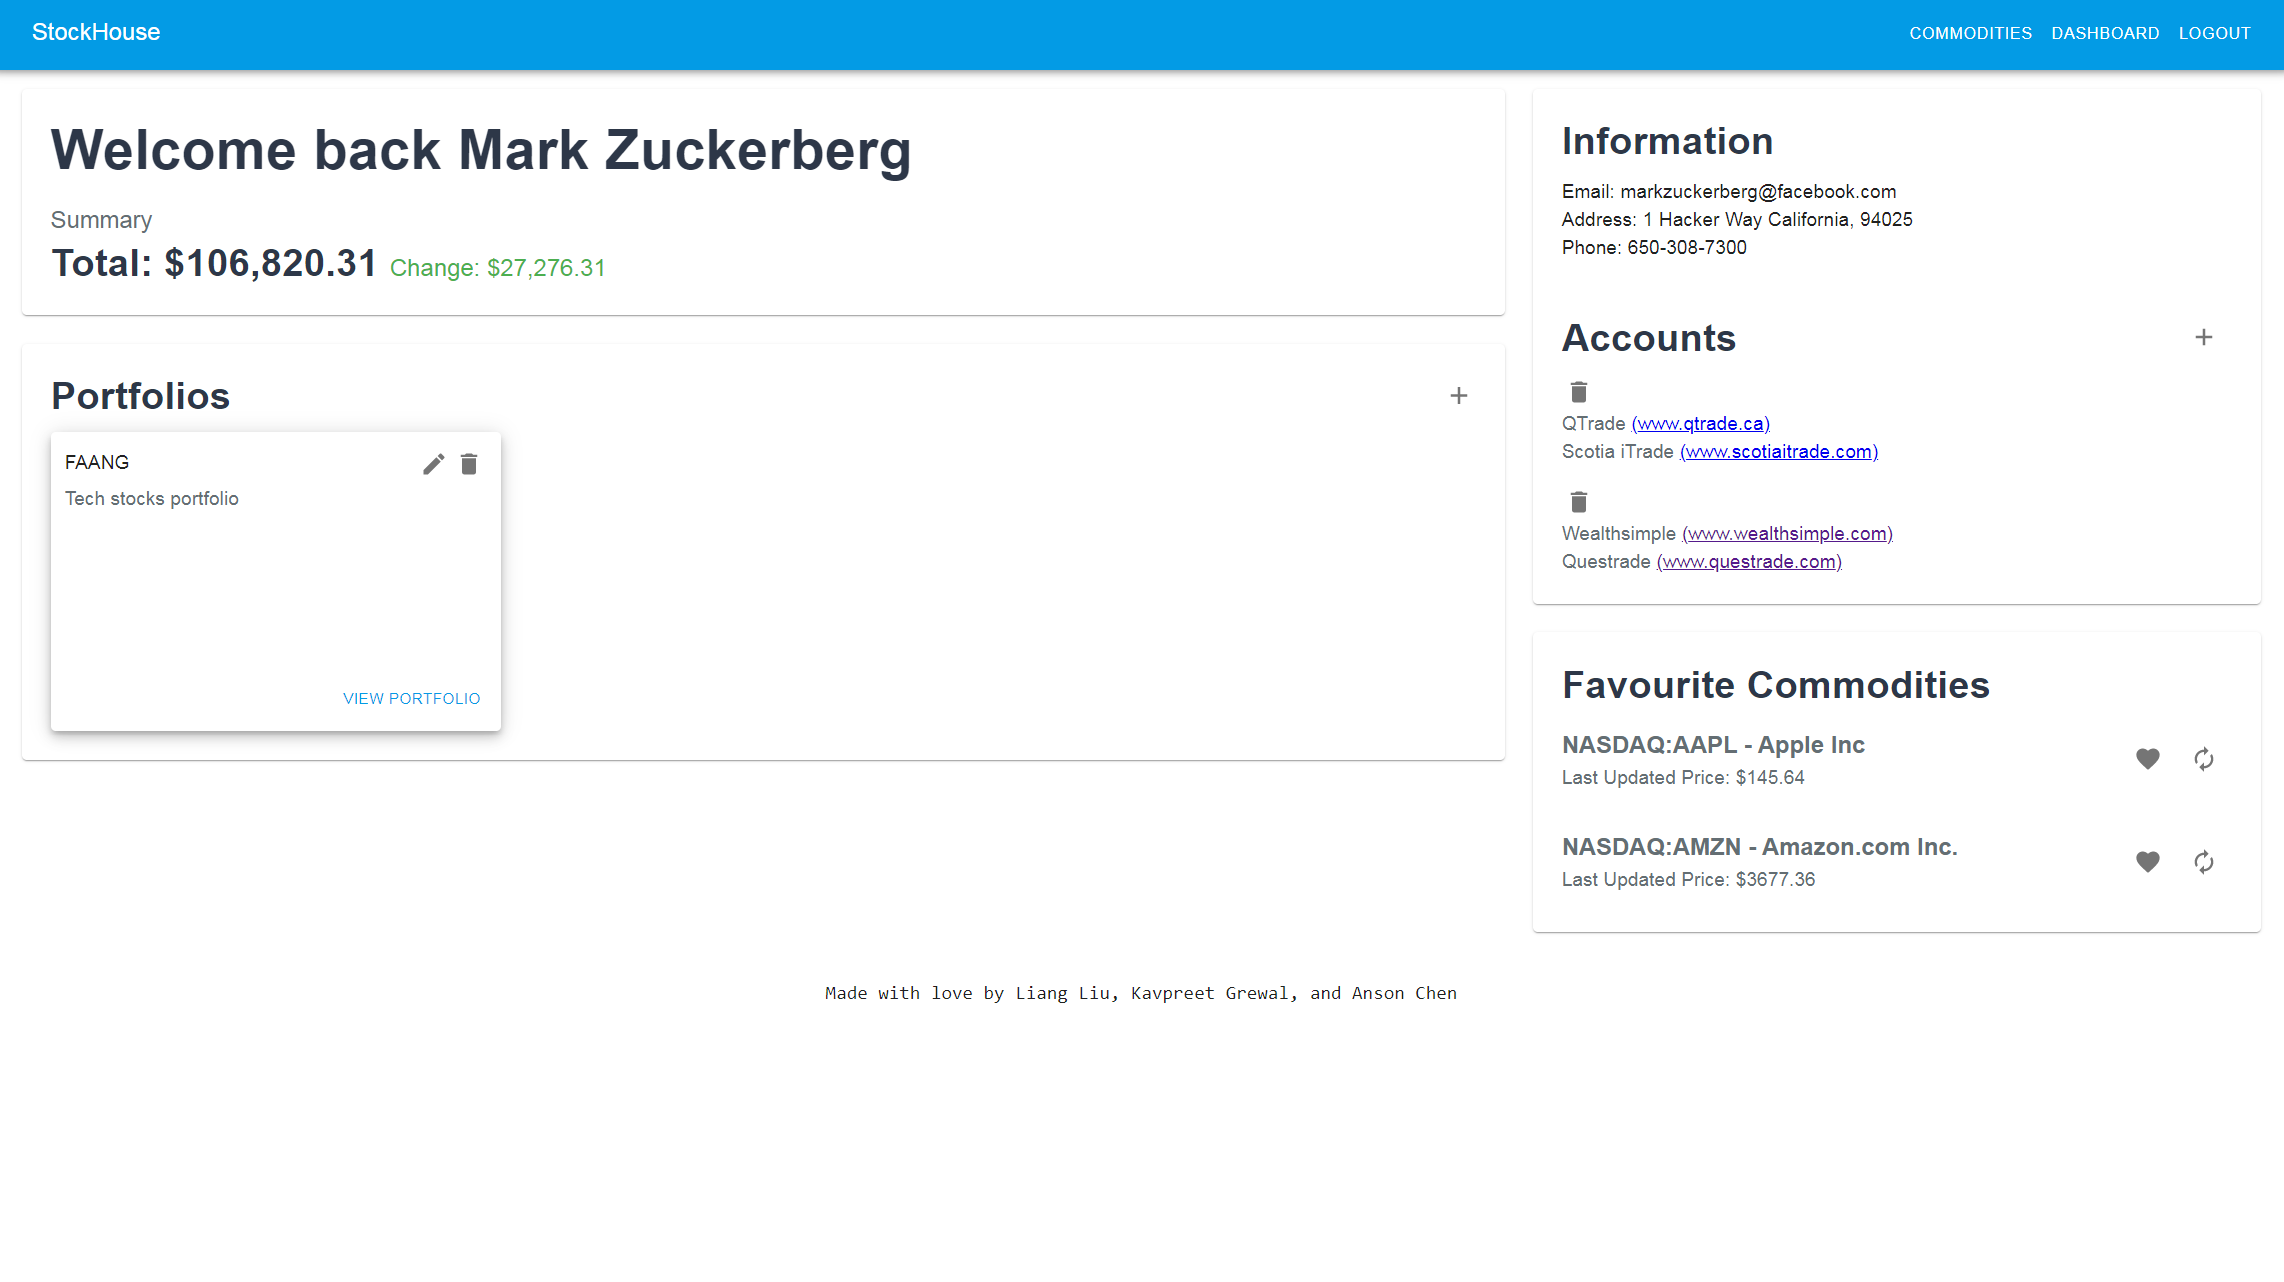 StockHouse
COMMODITIES DASHBOARD LOGOUT
Welcome back Mark Zuckerberg
Summary
Total: $106,820.31 Change: $27,276.31
Portfolios
FAANG
Tech stocks portfolio
VIEW PORTFOLIO
Information
Email: markzuckerberg@facebook.com
Address: 1 Hacker Way California, 94025
Phone: 650-308-7300
Accounts
QTrade (www.qtrade.ca)
Scotia iTrade (www.scotiaitrade.com)
Wealthsimple (www.wealthsimple.com)
Questrade (www.questrade.com)
Favourite Commodities
NASDAQ:AAPL - Apple Inc
Last Updated Price: $145.64
NASDAQ:AMZN - Amazon.com Inc.
Last Updated Price: $3677.36
Made with love by Liang Liu, Kavpreet Grewal, and Anson Chen